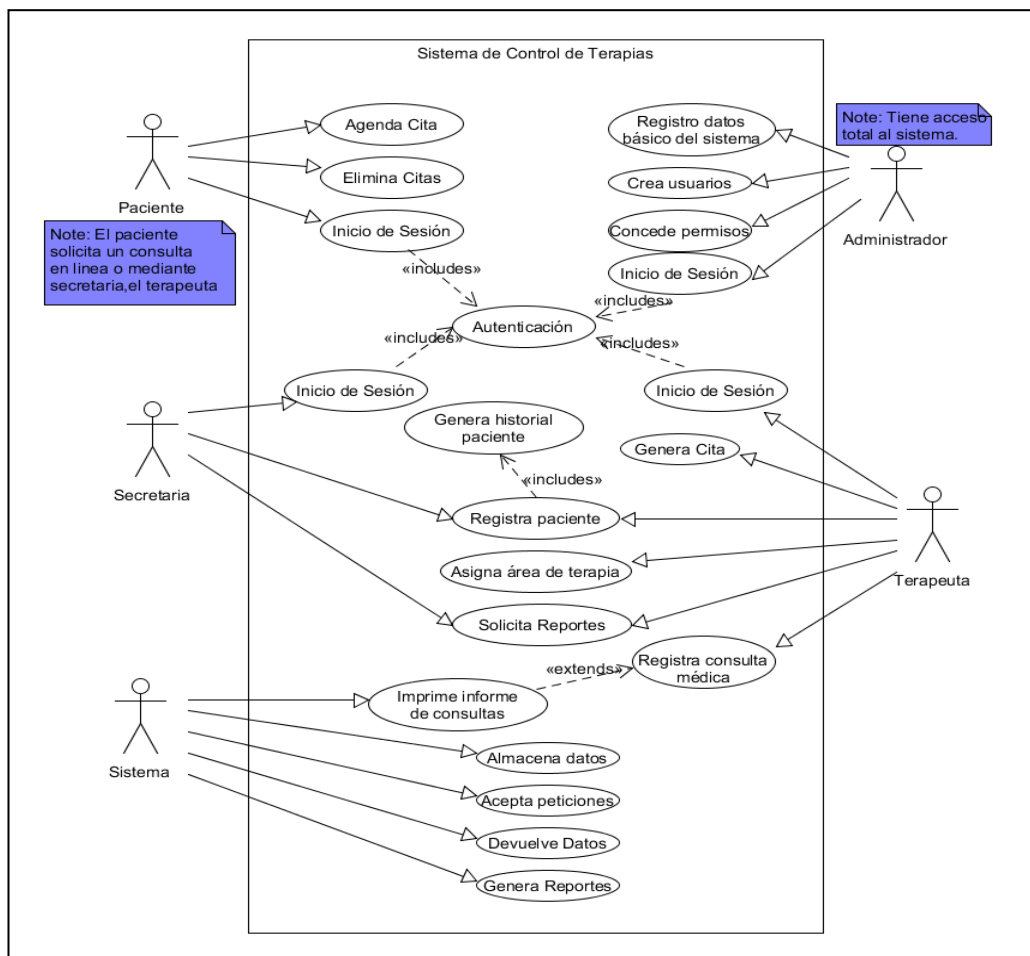 Sistema de Control de Terapias
Agenda Cita
Elimina Citas
Inicio de Sesión
Paciente
Note: El paciente
solicita un consulta
en linea o mediante
secretaria,el terapeuta
Registro datos
básico del sistema
Crea usuarios
Concede permisos
Inicio de Sesión
Note: Tiene acceso
total al sistema.
Administrador
«includes»
«includes»
Autenticación
«includes»
«includes»
Inicio de Sesión
Inicio de Sesión
Secretaria
Genera historial
paciente
Genera Cita
«includes»
Registra paciente
Asigna área de terapia
Solicita Reportes
Terapeuta
Registra consulta
médica
«extends»
Imprime informe
de consultas
Sistema
Almacena datos
Acepta peticiones
Devuelve Datos
Genera Reportes